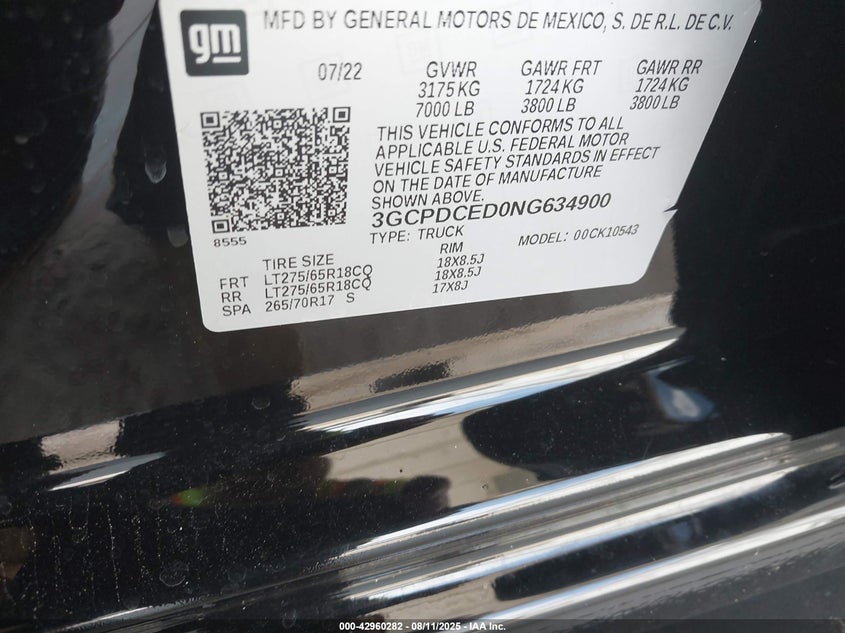 gm
MFD BY GENERAL MOTORS DE MEXICO, S. DE R.L. DE C.V.
07/22 GVWR GAWR FRT GAWR RR
3175 KG 1724 KG 1724 KG
7000 LB 3800 LB 3800 LB
THIS VEHICLE CONFORMS TO ALL
APPLICABLE U.S. FEDERAL MOTOR
VEHICLE SAFETY STANDARDS IN EFFECT
ON THE DATE OF MANUFACTURE
SHOWN ABOVE.
3GCPDCED0NG634900
8555
TYPE: TRUCK MODEL: 00CK10543
TIRE SIZE RIM
FRT LT275/65R18CQ 18X8.5J
RR LT275/65R18CQ 18X8.5J
SPA 265/70R17 S 17X8J
000-42960282 - 08/11/2025 - IAA Inc.